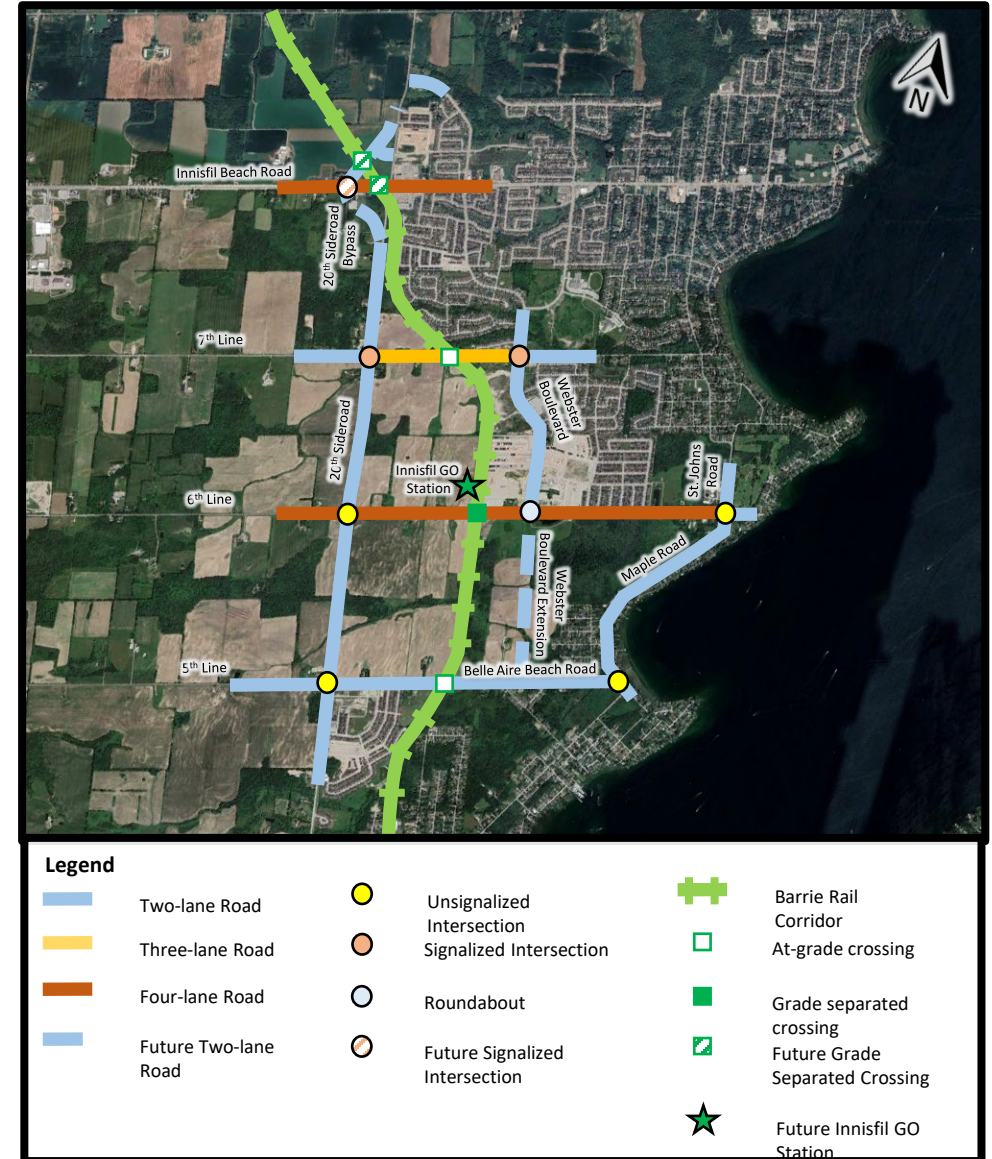 N
Innisfil Beach Road
20th Sideroad
Bypass
7th Line
Webster
Boulevard
20th Sideroad
Innisfil GO
Station
St.Johns
Road
6th Line
Maple Road
Webster
Boulevard Extension
5th Line
Belle Aire Beach Road
Legend
Two-lane Road
Three-lane Road
Four-lane Road
Future Two-lane
Road
Unsignalized
Intersection
Signalized Intersection
Roundabout
Future Signalized
Intersection
Barrie Rail
Corridor
At-grade crossing
Grade separated
crossing
Future Grade
Separated Crossing
Future Innisfil GO
Station